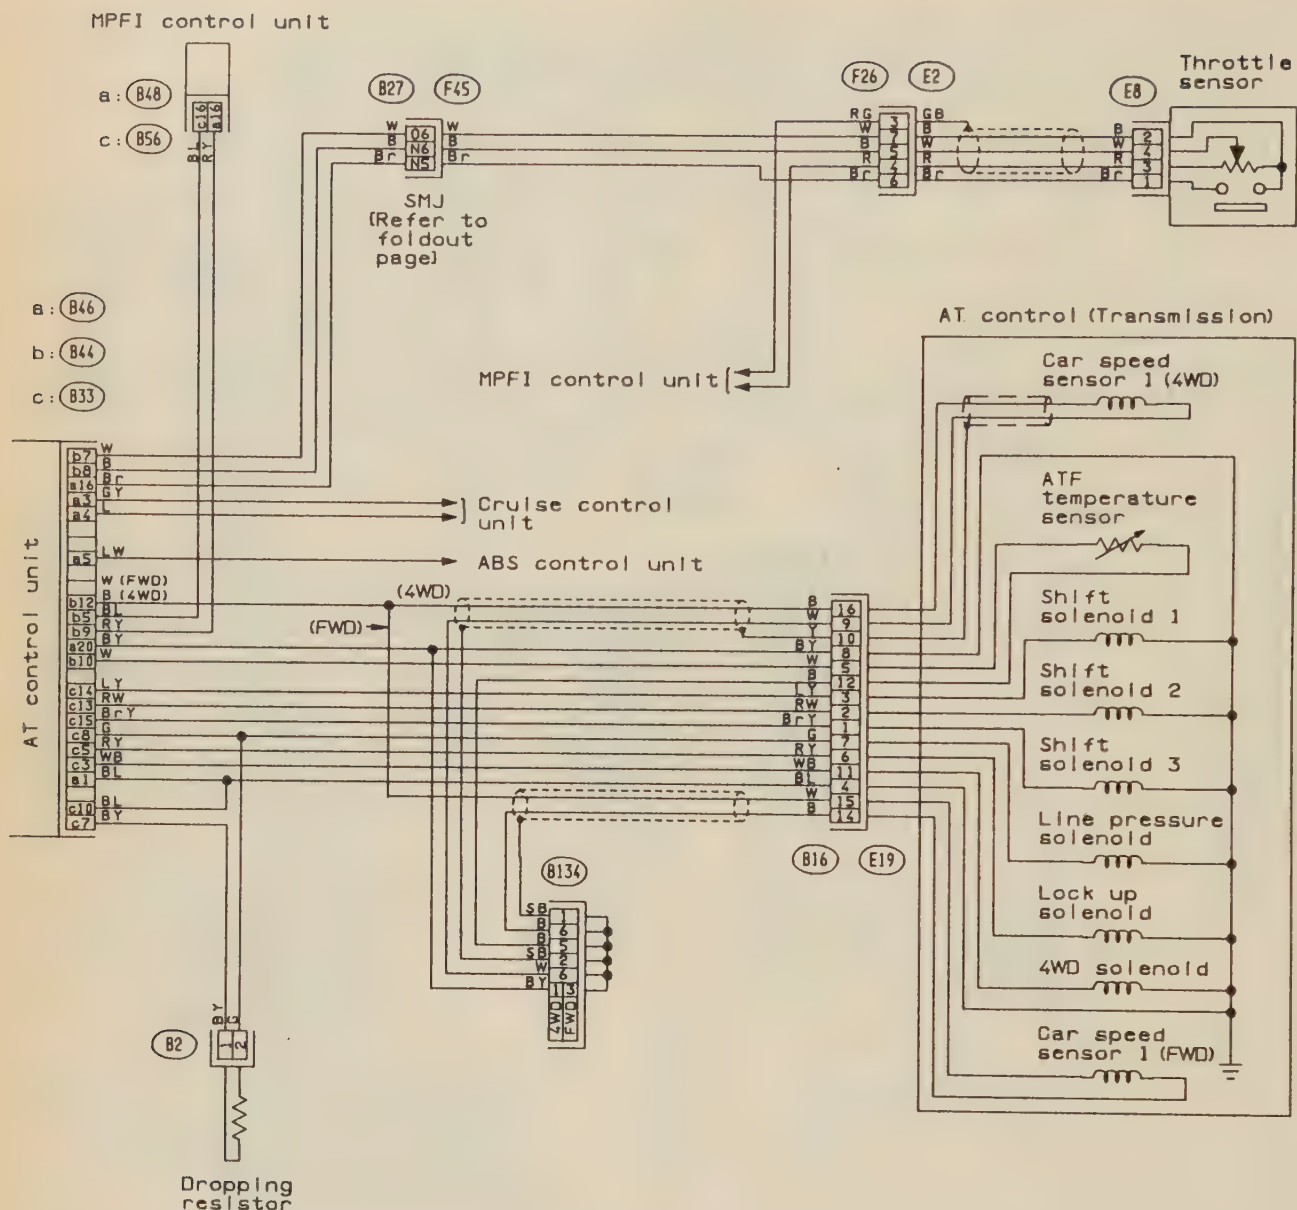 MPFI control unit
a: B48
c: B56
c16 a16
BL RY
B27 F45
W O6 W
B N6 B
Br N5 Br
SMJ
(Refer to
foldout
page)
F26 E2
RG 3 GB
W B
B W
R R
Br 6 Br
E8
B 2
W
R 3
Br 1
Throttle
sensor
a: B46
b: B44
c: B33
MPFI control unit
AT control unit
b7 W
b8 B
a16 Br
a3 GY
a4 L
Cruise control
unit
a5 LW
ABS control unit
W (FWD)
b12 B (4WD)
b5 BL
b9 RY
a20 BY
b10 W
c14 LY
c13 RW
c15 BrY
c8 G
c5 RY
c3 WB
a1 BL
c10 BL
c7 BY
(4WD)
(FWD)
B 16
W 9
Y 10
BY 8
W 5
B 12
LY 3
RW 2
BrY 1
G 7
RY 6
WB 11
BL 4
W 15
B 14
B16 E19
AT control (Transmission)
Car speed
sensor 1 (4WD)
ATF
temperature
sensor
Shift
solenoid 1
Shift
solenoid 2
Shift
solenoid 3
Line pressure
solenoid
Lock up
solenoid
4WD solenoid
Car speed
sensor 1 (FWD)
B134
SB 1
B 6
B 5
SB 2
W 6
BY 1 3
4WD FWD
BY G
B2
1 2
Dropping
resistor